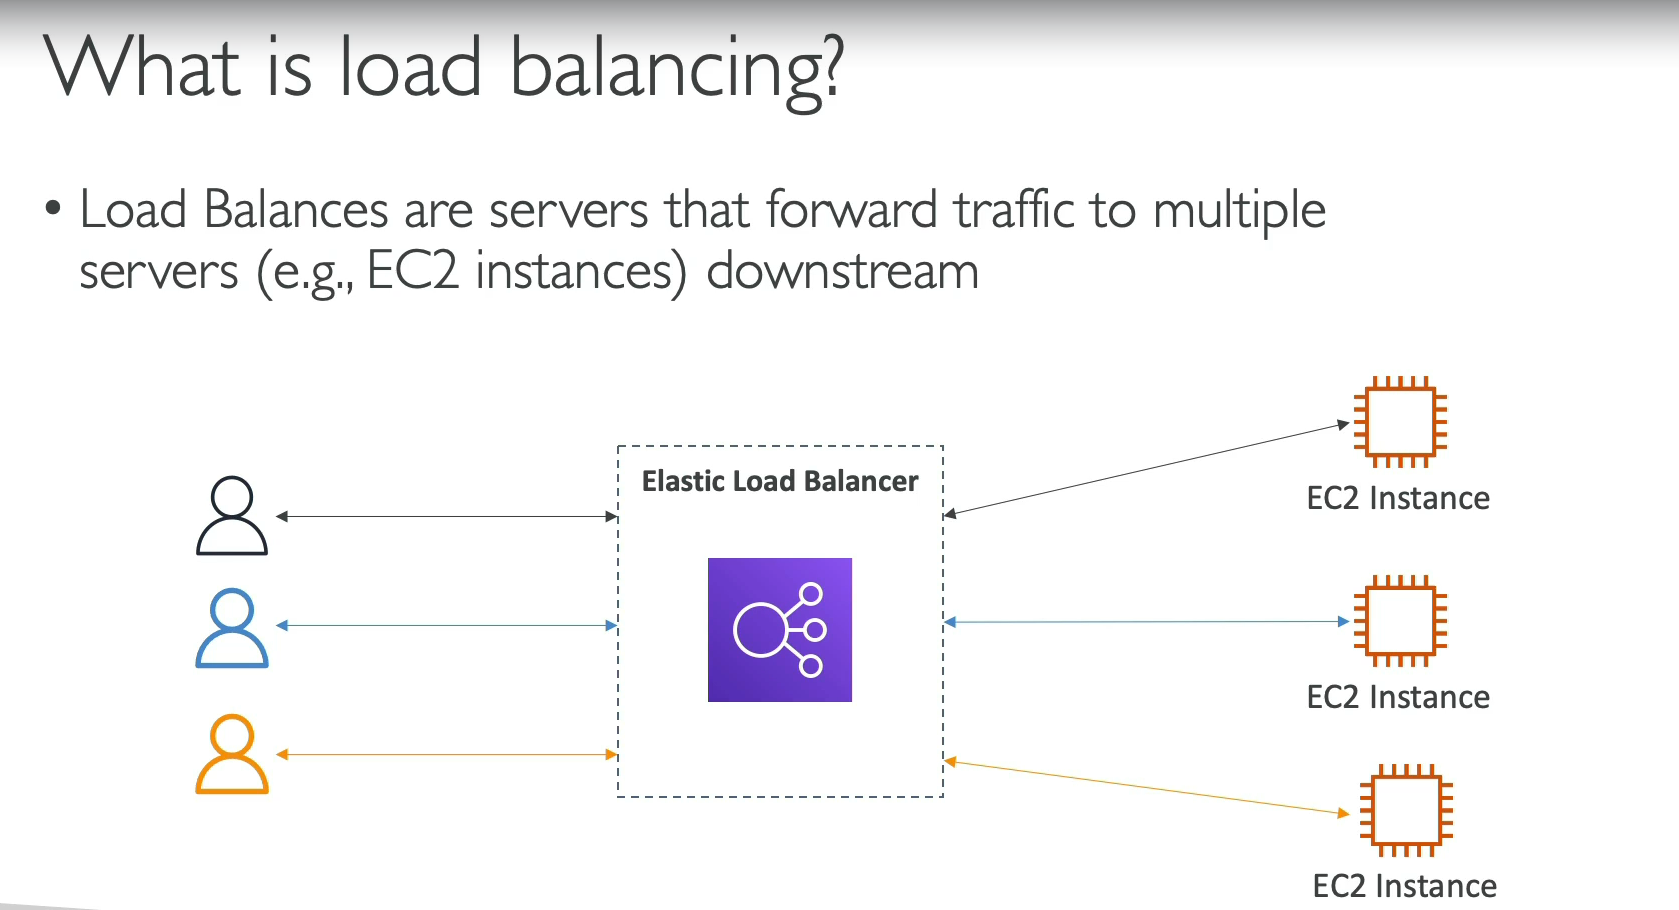 What is load balancing?
• Load Balances are servers that forward traffic to multiple
servers (e.g., EC2 instances) downstream
Elastic Load Balancer
EC2 Instance
EC2 Instance
EC2 Instance